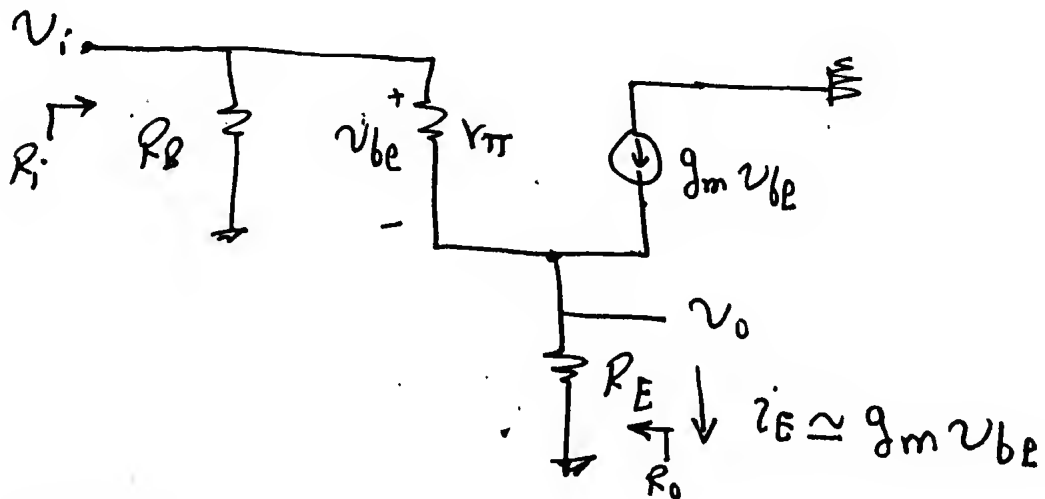 v_i
R_i
R_B
+
v_be
r_π
−
g_m v_be
v_o
R_E
i_E ≃ g_m v_be
R_o